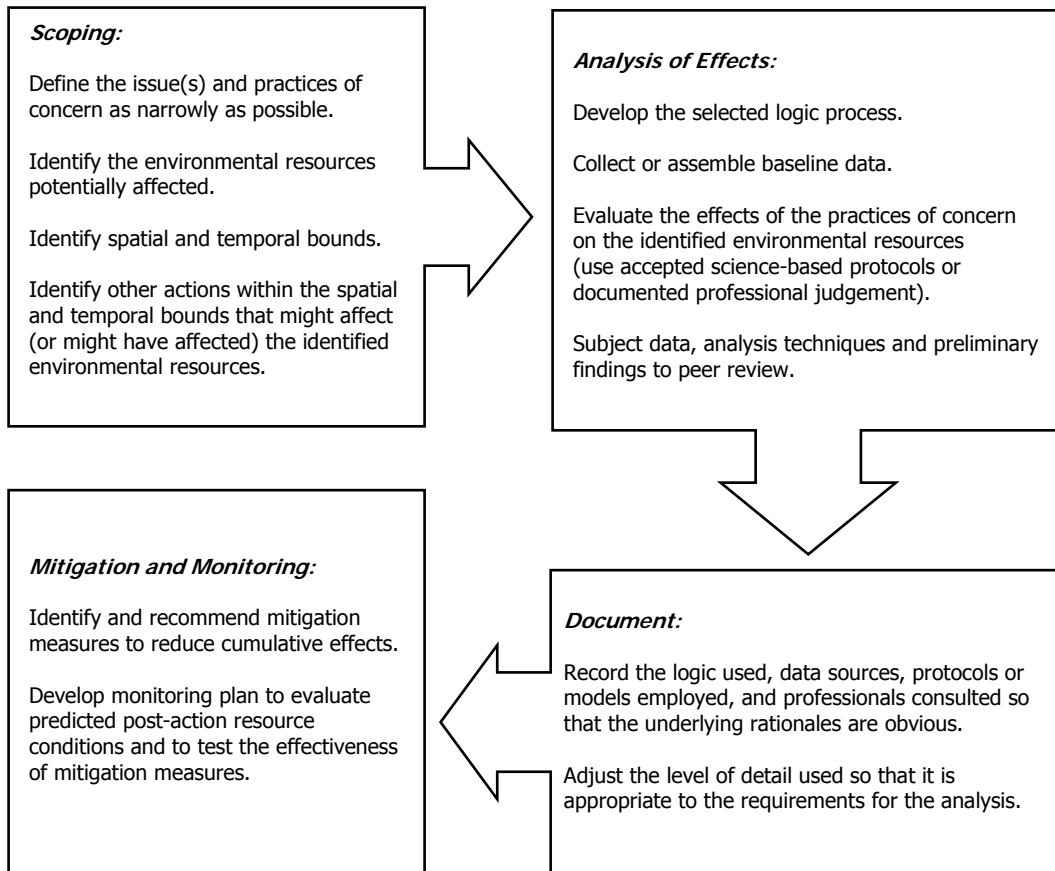 Scoping:
Define the issue(s) and practices of
concern as narrowly as possible.
Identify the environmental resources
potentially affected.
Identify spatial and temporal bounds.
Identify other actions within the spatial
and temporal bounds that might affect
(or might have affected) the identified
environmental resources.
Analysis of Effects:
Develop the selected logic process.
Collect or assemble baseline data.
Evaluate the effects of the practices of concern
on the identified environmental resources
(use accepted science-based protocols or
documented professional judgement).
Subject data, analysis techniques and preliminary
findings to peer review.
Document:
Record the logic used, data sources, protocols or
models employed, and professionals consulted so
that the underlying rationales are obvious.
Adjust the level of detail used so that it is
appropriate to the requirements for the analysis.
Mitigation and Monitoring:
Identify and recommend mitigation
measures to reduce cumulative effects.
Develop monitoring plan to evaluate
predicted post-action resource
conditions and to test the effectiveness
of mitigation measures.